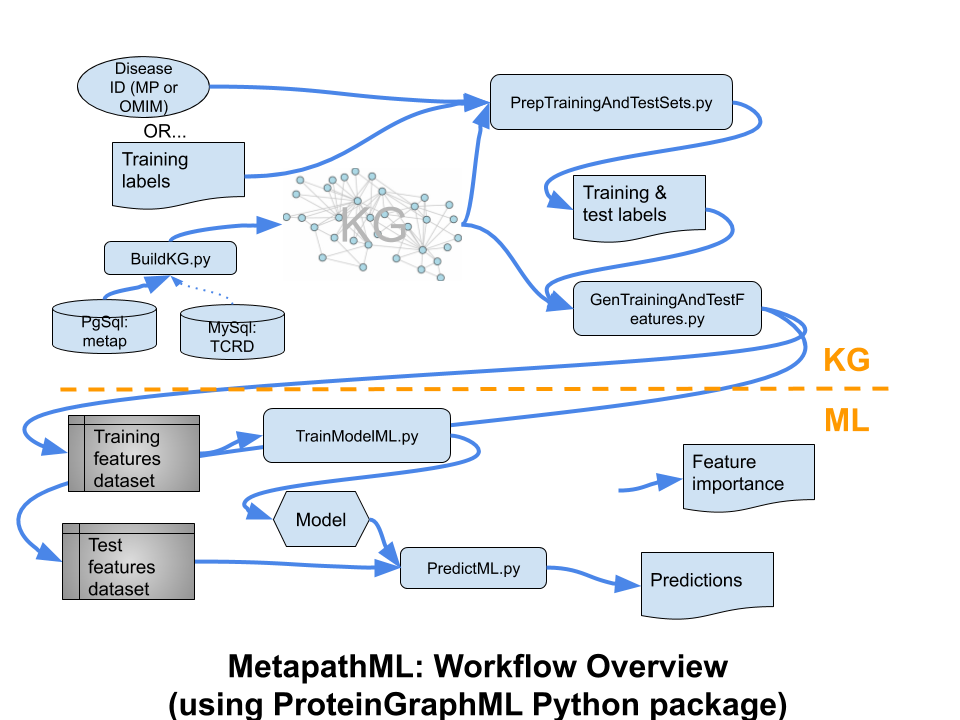 Disease
ID (MP or
OMIM)
OR...
Training
labels
PrepTrainingAndTestSets.py
KG
Training &
test labels
BuildKG.py
PgSql:
metap
MySql:
TCRD
GenTrainingAndTestF
eatures.py
KG
ML
Training
features
dataset
TrainModelML.py
Feature
importance
Model
Test
features
dataset
PredictML.py
Predictions
MetapathML: Workflow Overview
(using ProteinGraphML Python package)